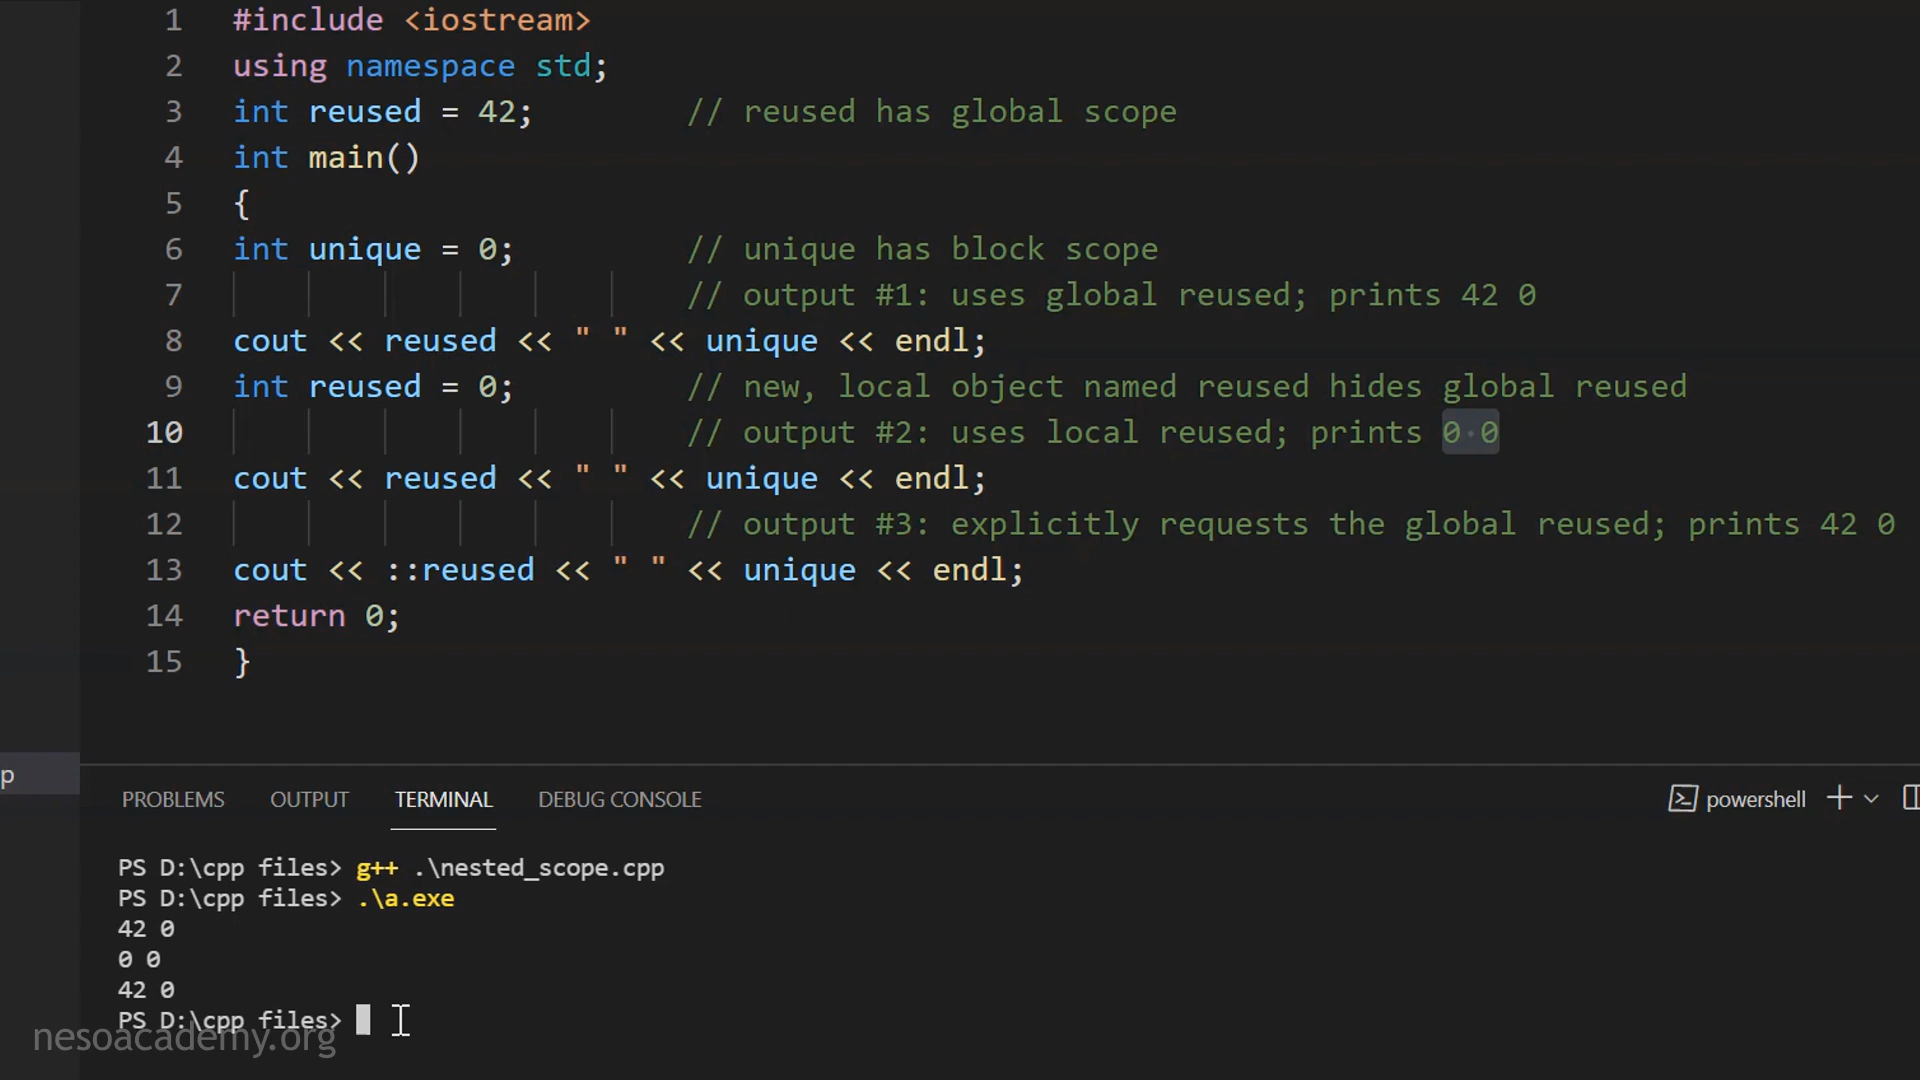 1 #include <iostream>
2 using namespace std;
3 int reused = 42; // reused has global scope
4 int main()
5 {
6 int unique = 0; // unique has block scope
7 // output #1: uses global reused; prints 42 0
8 cout << reused << " " << unique << endl;
9 int reused = 0; // new, local object named reused hides global reused
10 // output #2: uses local reused; prints 0 0
11 cout << reused << " " << unique << endl;
12 // output #3: explicitly requests the global reused; prints 42 0
13 cout << ::reused << " " << unique << endl;
14 return 0;
15 }
p
PROBLEMS OUTPUT TERMINAL DEBUG CONSOLE powershell
PS D:\cpp files> g++ .\nested_scope.cpp
PS D:\cpp files> .\a.exe
42 0
0 0
42 0
PS D:\cpp files>
nesoacademy.org